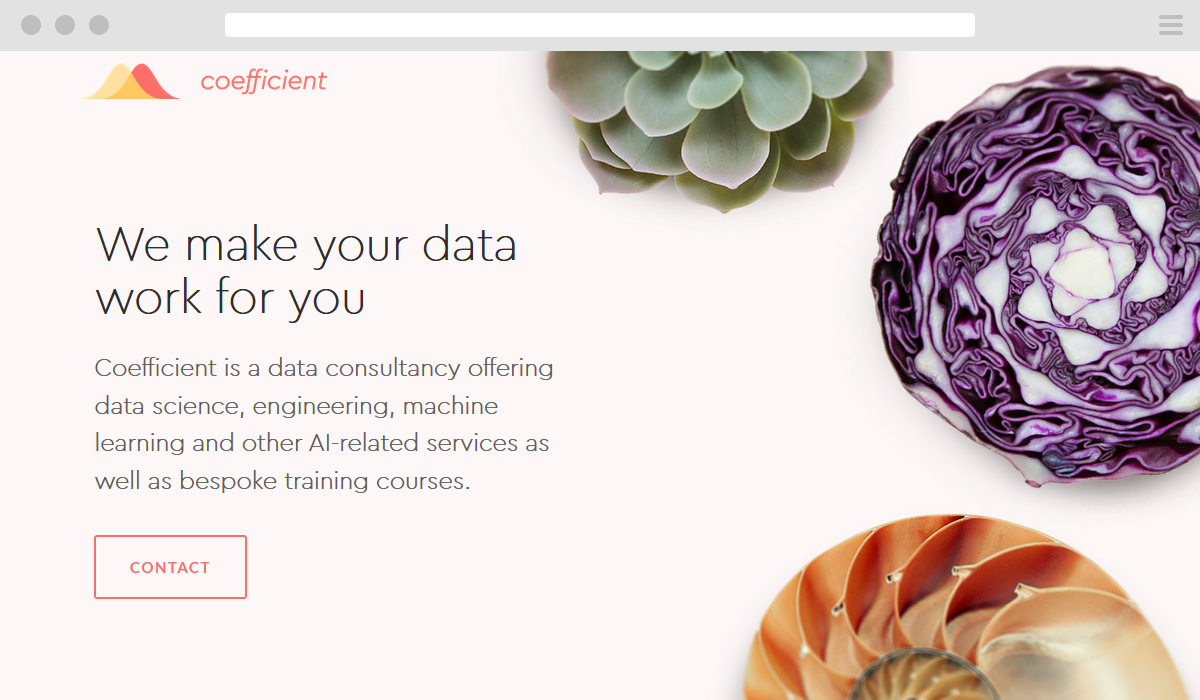 coefficient
We make your data
work for you
Coefficient is a data consultancy offering
data science, engineering, machine
learning and other AI-related services as
well as bespoke training courses.
CONTACT